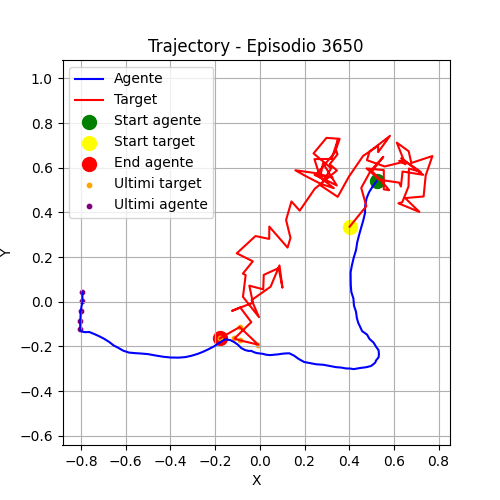 Trajectory - Episodio 3650
Agente
Target
Start agente
Start target
End agente
Ultimi target
Ultimi agente
1.0
0.8
0.6
0.4
0.2
0.0
−0.2
−0.4
−0.6
Y
−0.8 −0.6 −0.4 −0.2 0.0 0.2 0.4 0.6 0.8
X